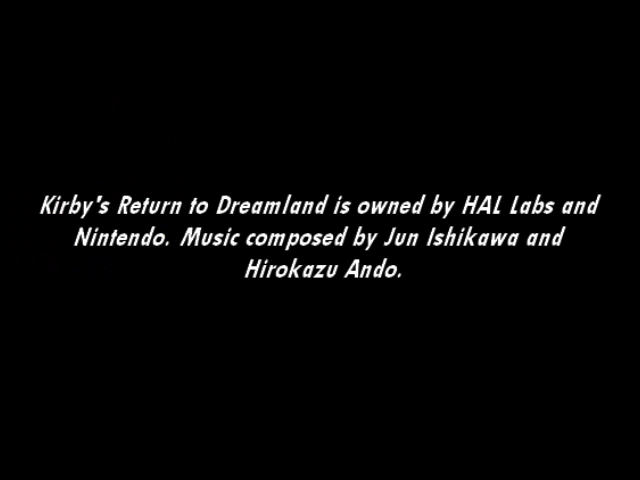 Kirby's Return to Dreamland is owned by HAL Labs and
Nintendo. Music composed by Jun Ishikawa and
Hirokazu Ando.